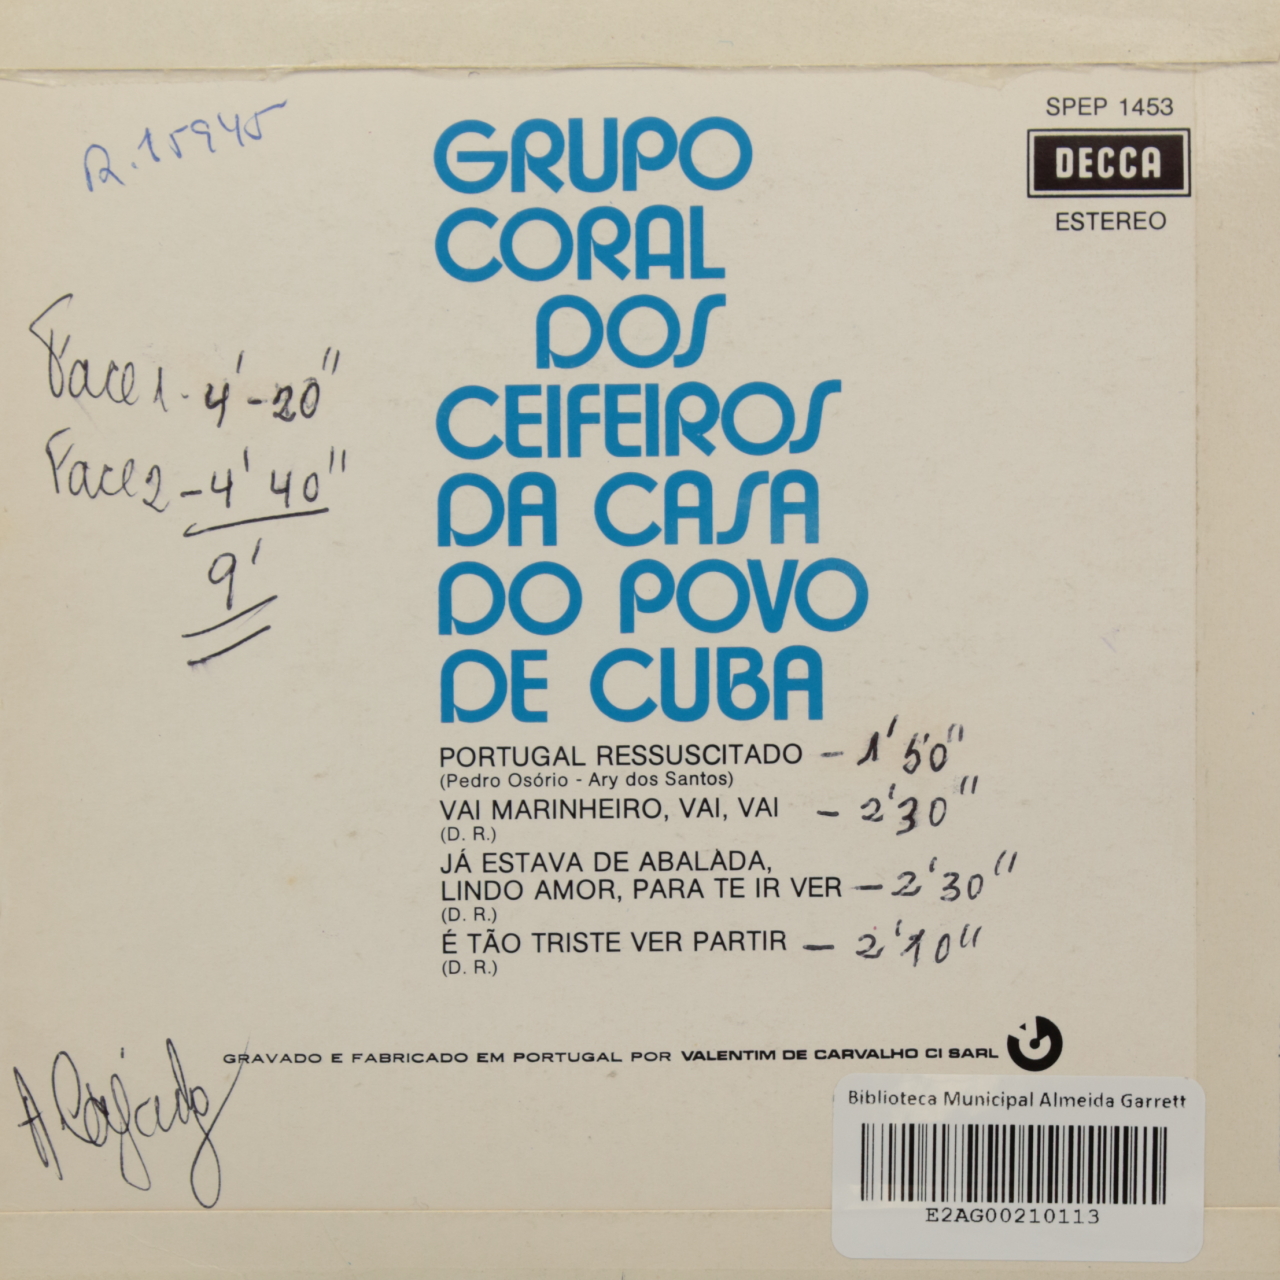 R.15945
SPEP 1453
DECCA
ESTEREO
GRUPO
CORAL
DOS
CEIFEIROS
DA CASA
DO POVO
DE CUBA
Face 1 - 4' - 20"
Face 2 - 4' 40"
9'
PORTUGAL RESSUSCITADO - 1' 50"
(Pedro Osório - Ary dos Santos)
VAI MARINHEIRO, VAI, VAI - 2'30"
(D. R.)
JÁ ESTAVA DE ABALADA,
LINDO AMOR, PARA TE IR VER - 2'30"
(D. R.)
É TÃO TRISTE VER PARTIR - 2'10"
(D. R.)
GRAVADO E FABRICADO EM PORTUGAL POR VALENTIM DE CARVALHO CI SARL
Biblioteca Municipal Almeida Garrett
E2AG00210113